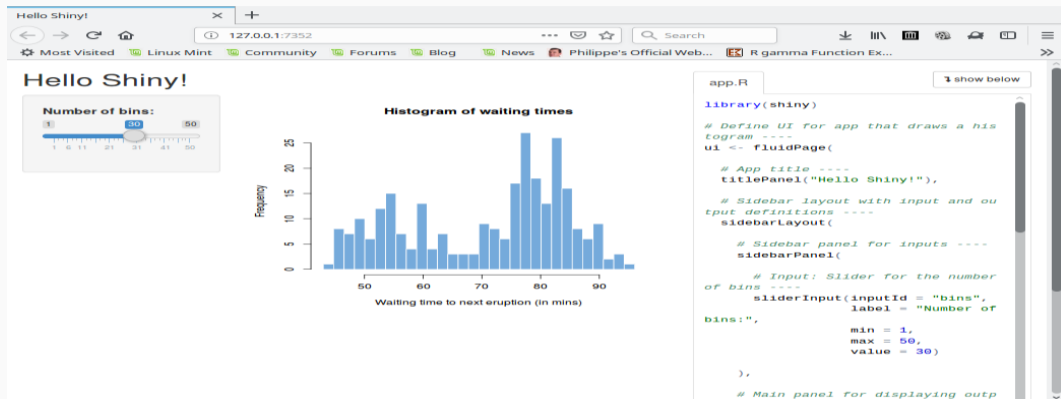 Hello Shiny!
127.0.0.1:7352
Search
Most Visited Linux Mint Community Forums Blog News Philippe's Official Web... R gamma Function Ex...
Hello Shiny!
Number of bins:
1 30 50
1 6 11 21 31 41 50
Histogram of waiting times
Frequency
0 5 10 15 20 25
50 60 70 80 90
Waiting time to next eruption (in mins)
app.R
show below
library(shiny)
# Define UI for app that draws a his
togram ----
ui <- fluidPage(
# App title ----
titlePanel("Hello Shiny!"),
# Sidebar layout with input and ou
tput definitions ----
sidebarLayout(
# Sidebar panel for inputs ----
sidebarPanel(
# Input: Slider for the number
of bins ----
sliderInput(inputId = "bins",
label = "Number of
bins:",
min = 1,
max = 50,
value = 30)
),
# Main panel for displaying outp